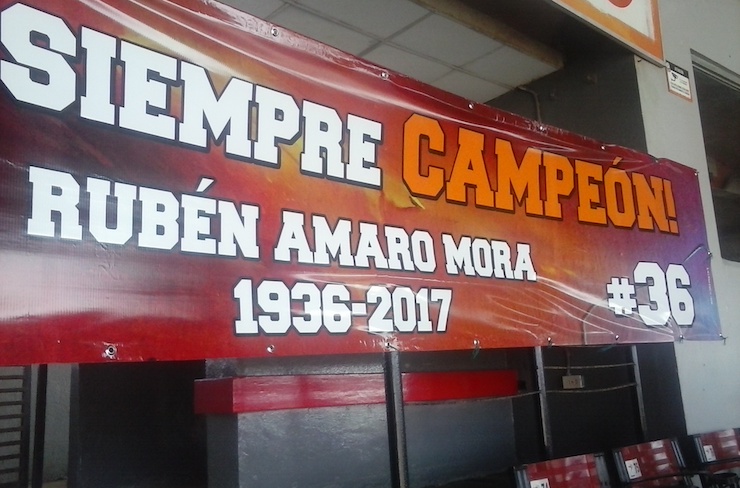 SIEMPRE CAMPEÓN!
RUBÉN AMARO MORA
1936-2017
#36